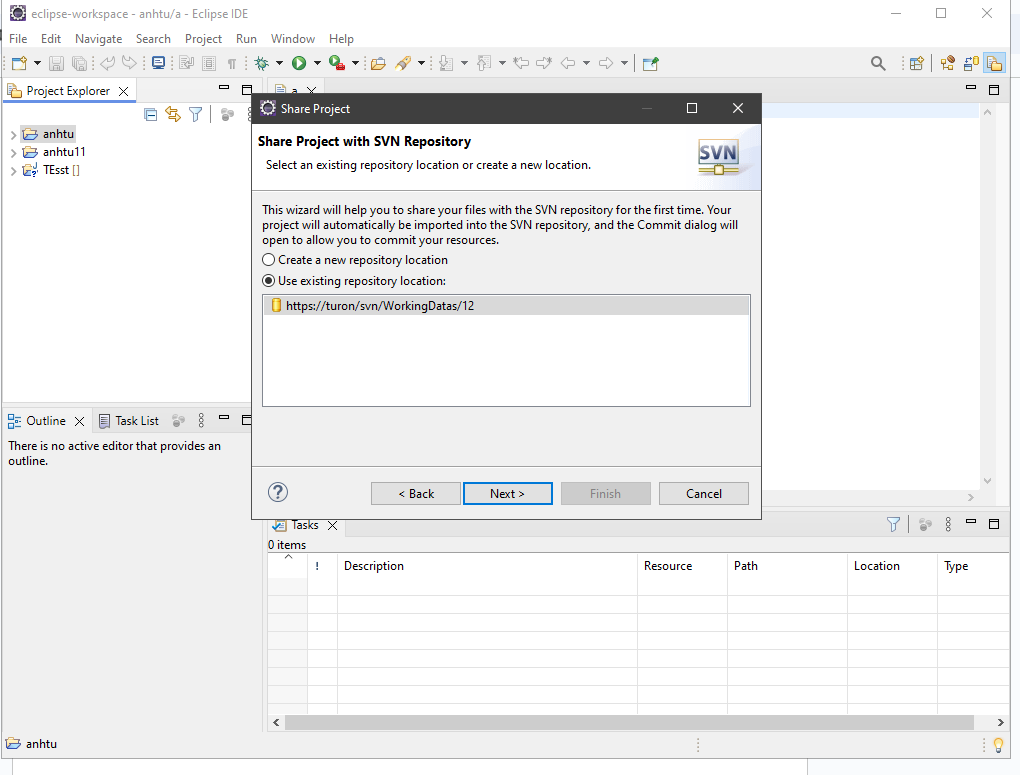 eclipse-workspace - anhtu/a - Eclipse IDE
File Edit Navigate Search Project Run Window Help
Project Explorer
a
anhtu
anhtu11
TEsst []
Share Project
Share Project with SVN Repository
Select an existing repository location or create a new location.
SVN
This wizard will help you to share your files with the SVN repository for the first time. Your
project will automatically be imported into the SVN repository, and the Commit dialog will
open to allow you to commit your resources.
Create a new repository location
Use existing repository location:
https://turon/svn/WorkingDatas/12
? < Back Next > Finish Cancel
Outline Task List
There is no active editor that provides an
outline.
Tasks
0 items
! Description Resource Path Location Type
anhtu